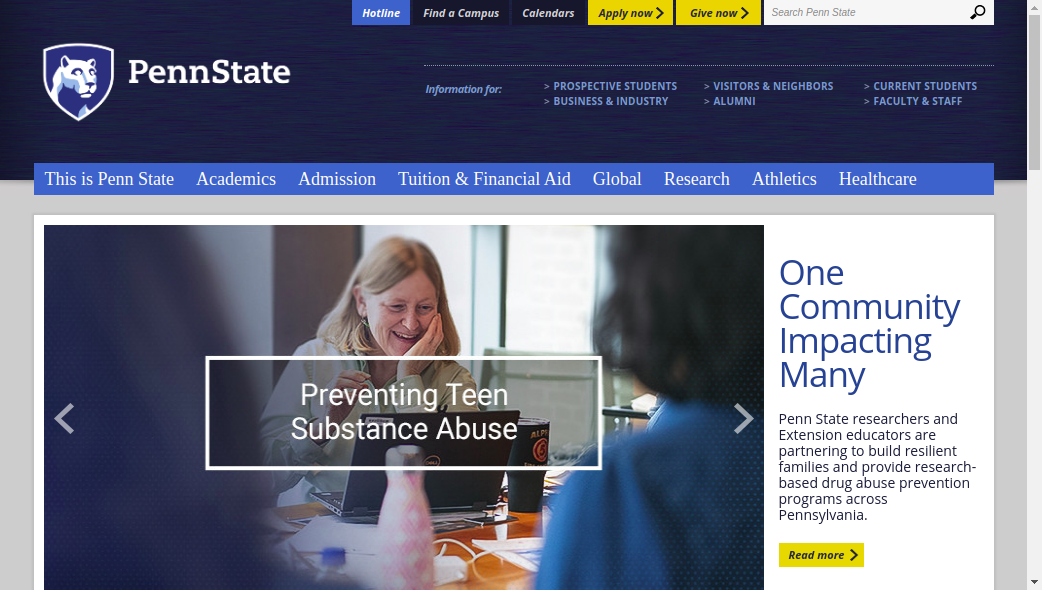 Hotline
Find a Campus
Calendars
Apply now
Give now
Search Penn State
PennState
Information for:
> PROSPECTIVE STUDENTS
> VISITORS & NEIGHBORS
> CURRENT STUDENTS
> BUSINESS & INDUSTRY
> ALUMNI
> FACULTY & STAFF
This is Penn State
Academics
Admission
Tuition & Financial Aid
Global
Research
Athletics
Healthcare
Preventing Teen
Substance Abuse
One
Community
Impacting
Many
Penn State researchers and
Extension educators are
partnering to build resilient
families and provide research-
based drug abuse prevention
programs across
Pennsylvania.
Read more